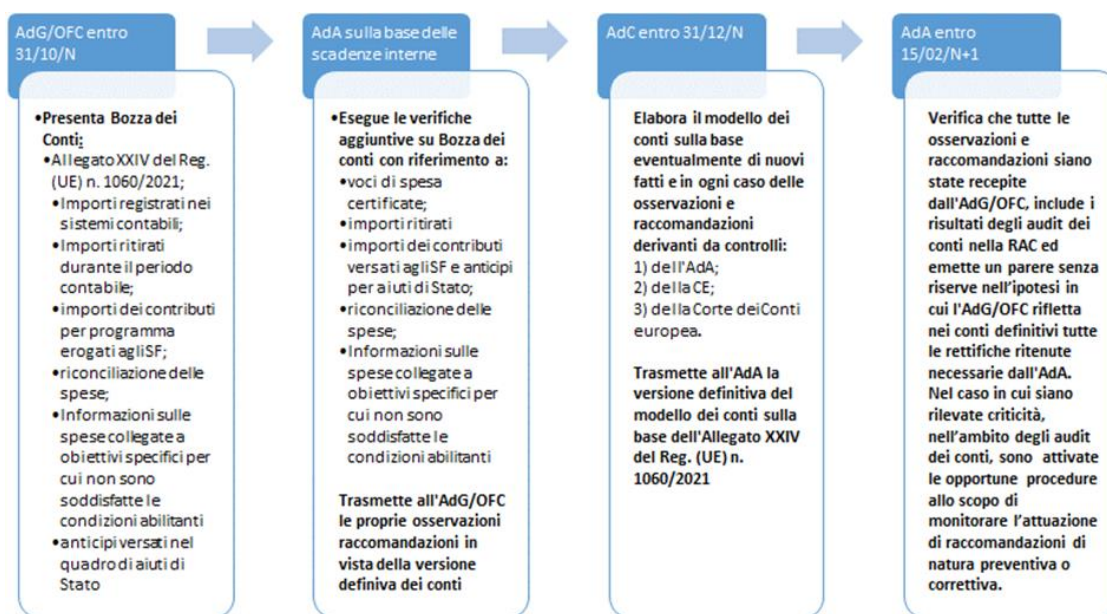 AdG/OFC entro
31/10/N
•Presenta Bozza dei
Conti:
•Allegato XXIV del Reg.
(UE) n. 1060/2021;
•Importi registrati nei
sistemi contabili;
•Importi ritirati
durante il periodo
contabile;
•importi dei contributi
per programma
erogati agli SF;
•riconciliazione delle
spese;
•Informazioni sulle
spese collegate a
obiettivi specifici per
cui non sono
soddisfatte le
condizioni abilitanti
•anticipi versati nel
quadro di aiuti di
Stato
AdA sulla base delle
scadenze interne
•Esegue le verifiche
aggiuntive su Bozza dei
conti con riferimento a:
•voci di spesa
certificate;
•importi ritirati
•importi dei contributi
versati agli SF e anticipi
per aiuti di Stato;
•riconciliazione delle
spese;
•Informazioni sulle
spese collegate a
obiettivi specifici per
cui non sono
soddisfatte le
condizioni abilitanti
Trasmette all'AdG/OFC
le proprie osservazioni
raccomandazioni in
vista della versione
definiva dei conti
AdC entro 31/12/N
Elabora il modello dei
conti sulla base
eventualmente di nuovi
fatti e in ogni caso delle
osservazioni e
raccomandazioni
derivanti da controlli:
1) dell'AdA;
2) della CE;
3) della Corte dei Conti
europea.
Trasmette all'AdA la
versione definitiva del
modello dei conti sulla
base dell'Allegato XXIV
del Reg. (UE) n.
1060/2021
AdA entro
15/02/N+1
Verifica che tutte le
osservazioni e
raccomandazioni siano
state recepite
dall'AdG/OFC, include i
risultati degli audit dei
conti nella RAC ed
emette un parere senza
riserve nell'ipotesi in
cui l'AdG/OFC rifletta
nei conti definitivi tutte
le rettifiche ritenute
necessarie dall'AdA.
Nel caso in cui siano
rilevate criticità,
nell'ambito degli audit
dei conti, sono attivate
le opportune procedure
allo scopo di
monitorare l'attuazione
di raccomandazioni di
natura preventiva o
correttiva.